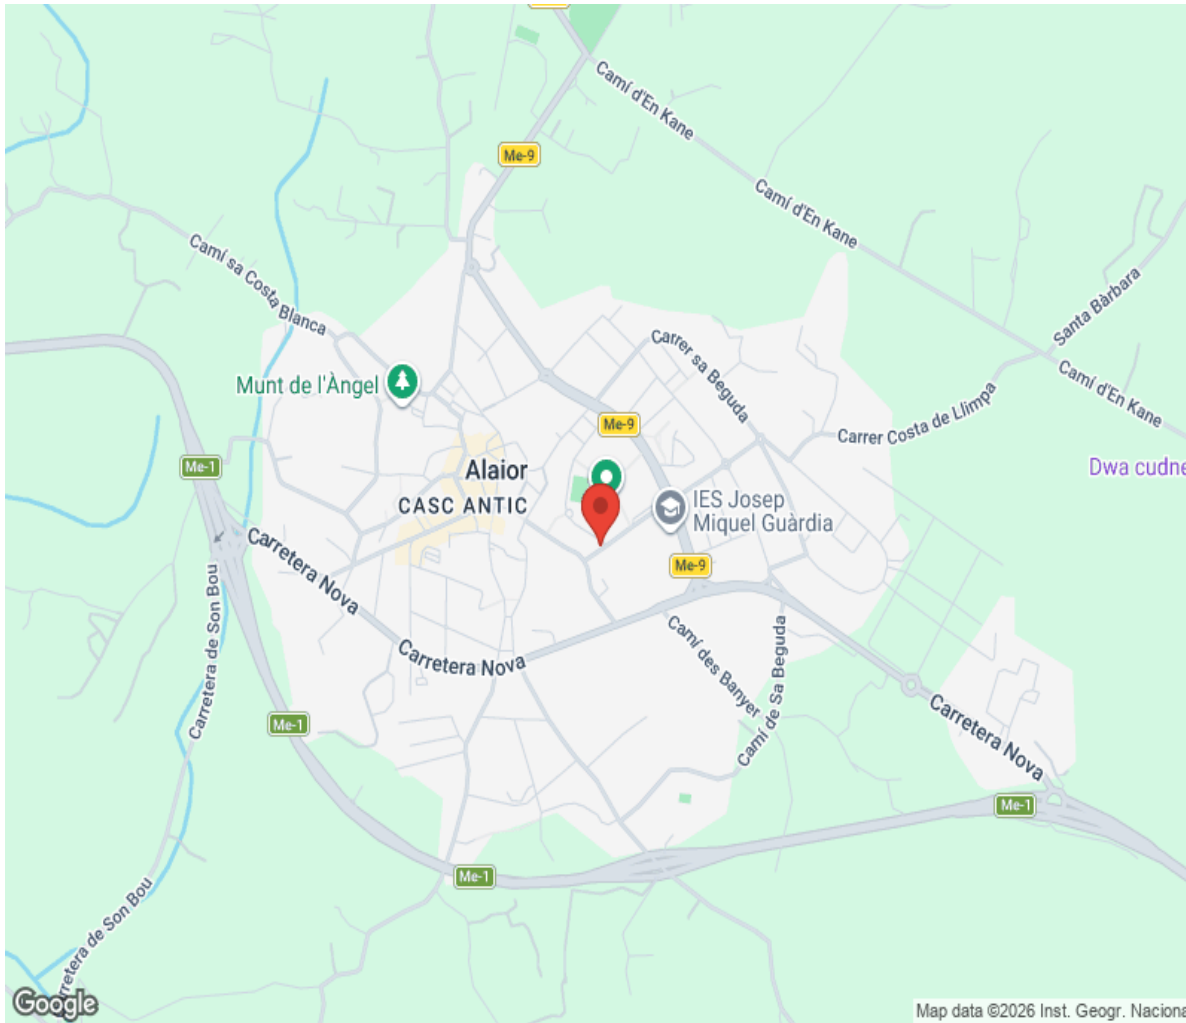 Camí d'En Kane
Me-9
Camí d'En Kane
Camí sa Costa Blanca
Santa Bàrbara
Carrer sa Beguda
Munt de l'Àngel
Camí d'En Kane
Me-9
Carrer Costa de Llimpa
Me-1
Alaior
Dwa cudne
CASC ANTIC
IES Josep
Miquel Guàrdia
Carretera Nova
Me-9
Carretera de Son Bou
Carretera Nova
Camí des Banyer
Camí de Sa Beguda
Me-1
Carretera Nova
Me-1
Me-1
Carretera de Son Bou
Google
Map data ©2026 Inst. Geogr. Naciona